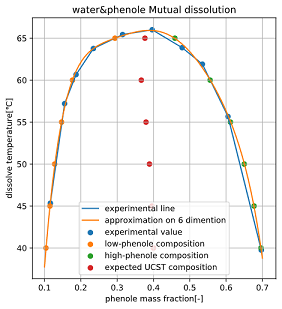 water&phenole Mutual dissolution
dissolve temperature[℃]
65
60
55
50
45
40
experimental line
approximation on 6 dimention
experimental value
low-phenole composition
high-phenole composition
expected UCST composition
0.1 0.2 0.3 0.4 0.5 0.6 0.7
phenole mass fraction[-]